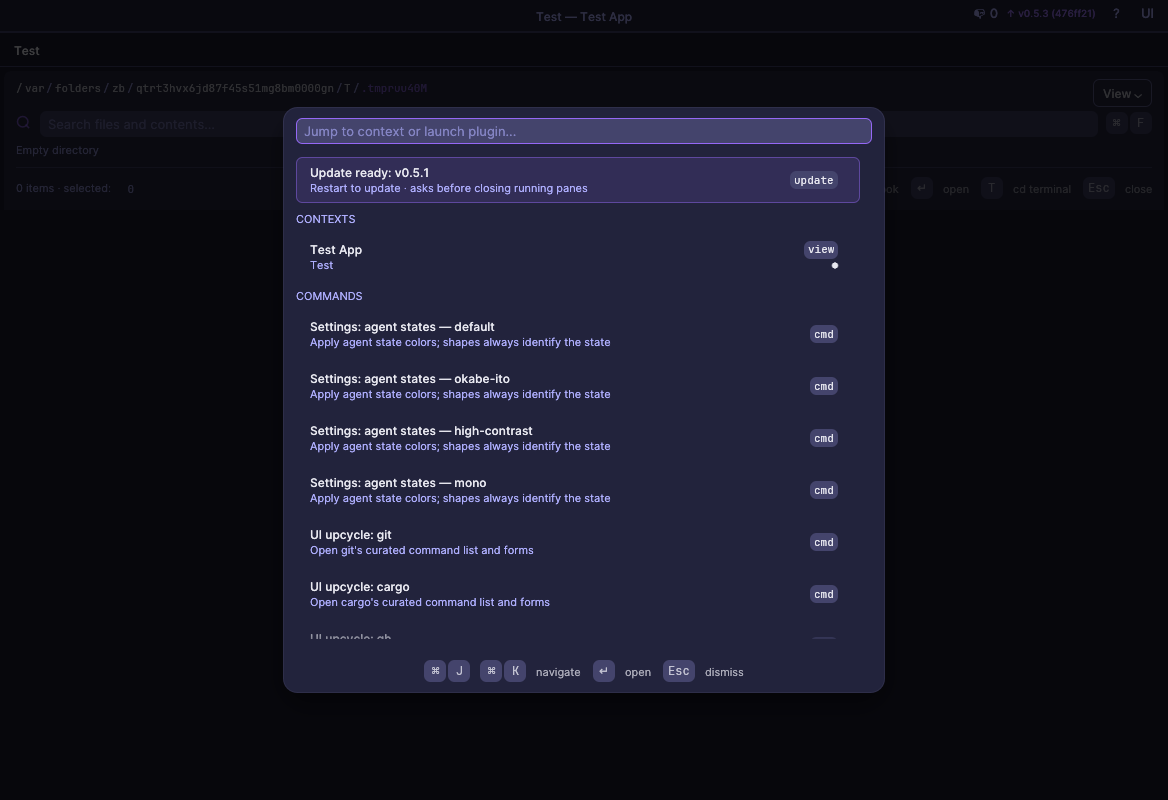 Test — Test App
0 ↑ v0.5.3 (476ff21) ? UI
Test
/ var / folders / zb / qtrt3hvx6jd87f45s51mg8bm0000gn / T / .tmpruv40M
View
Search files and contents...
⌘ F
Empty directory
0 items · selected: 0
ook ↵ open T cd terminal Esc close
Jump to context or launch plugin...
Update ready: v0.5.1
Restart to update · asks before closing running panes
update
CONTEXTS
Test App
Test
view
COMMANDS
Settings: agent states — default
Apply agent state colors; shapes always identify the state
cmd
Settings: agent states — okabe-ito
Apply agent state colors; shapes always identify the state
cmd
Settings: agent states — high-contrast
Apply agent state colors; shapes always identify the state
cmd
Settings: agent states — mono
Apply agent state colors; shapes always identify the state
cmd
UI upcycle: git
Open git's curated command list and forms
cmd
UI upcycle: cargo
Open cargo's curated command list and forms
cmd
UI upcycle: gh
⌘ J ⌘ K navigate ↵ open Esc dismiss